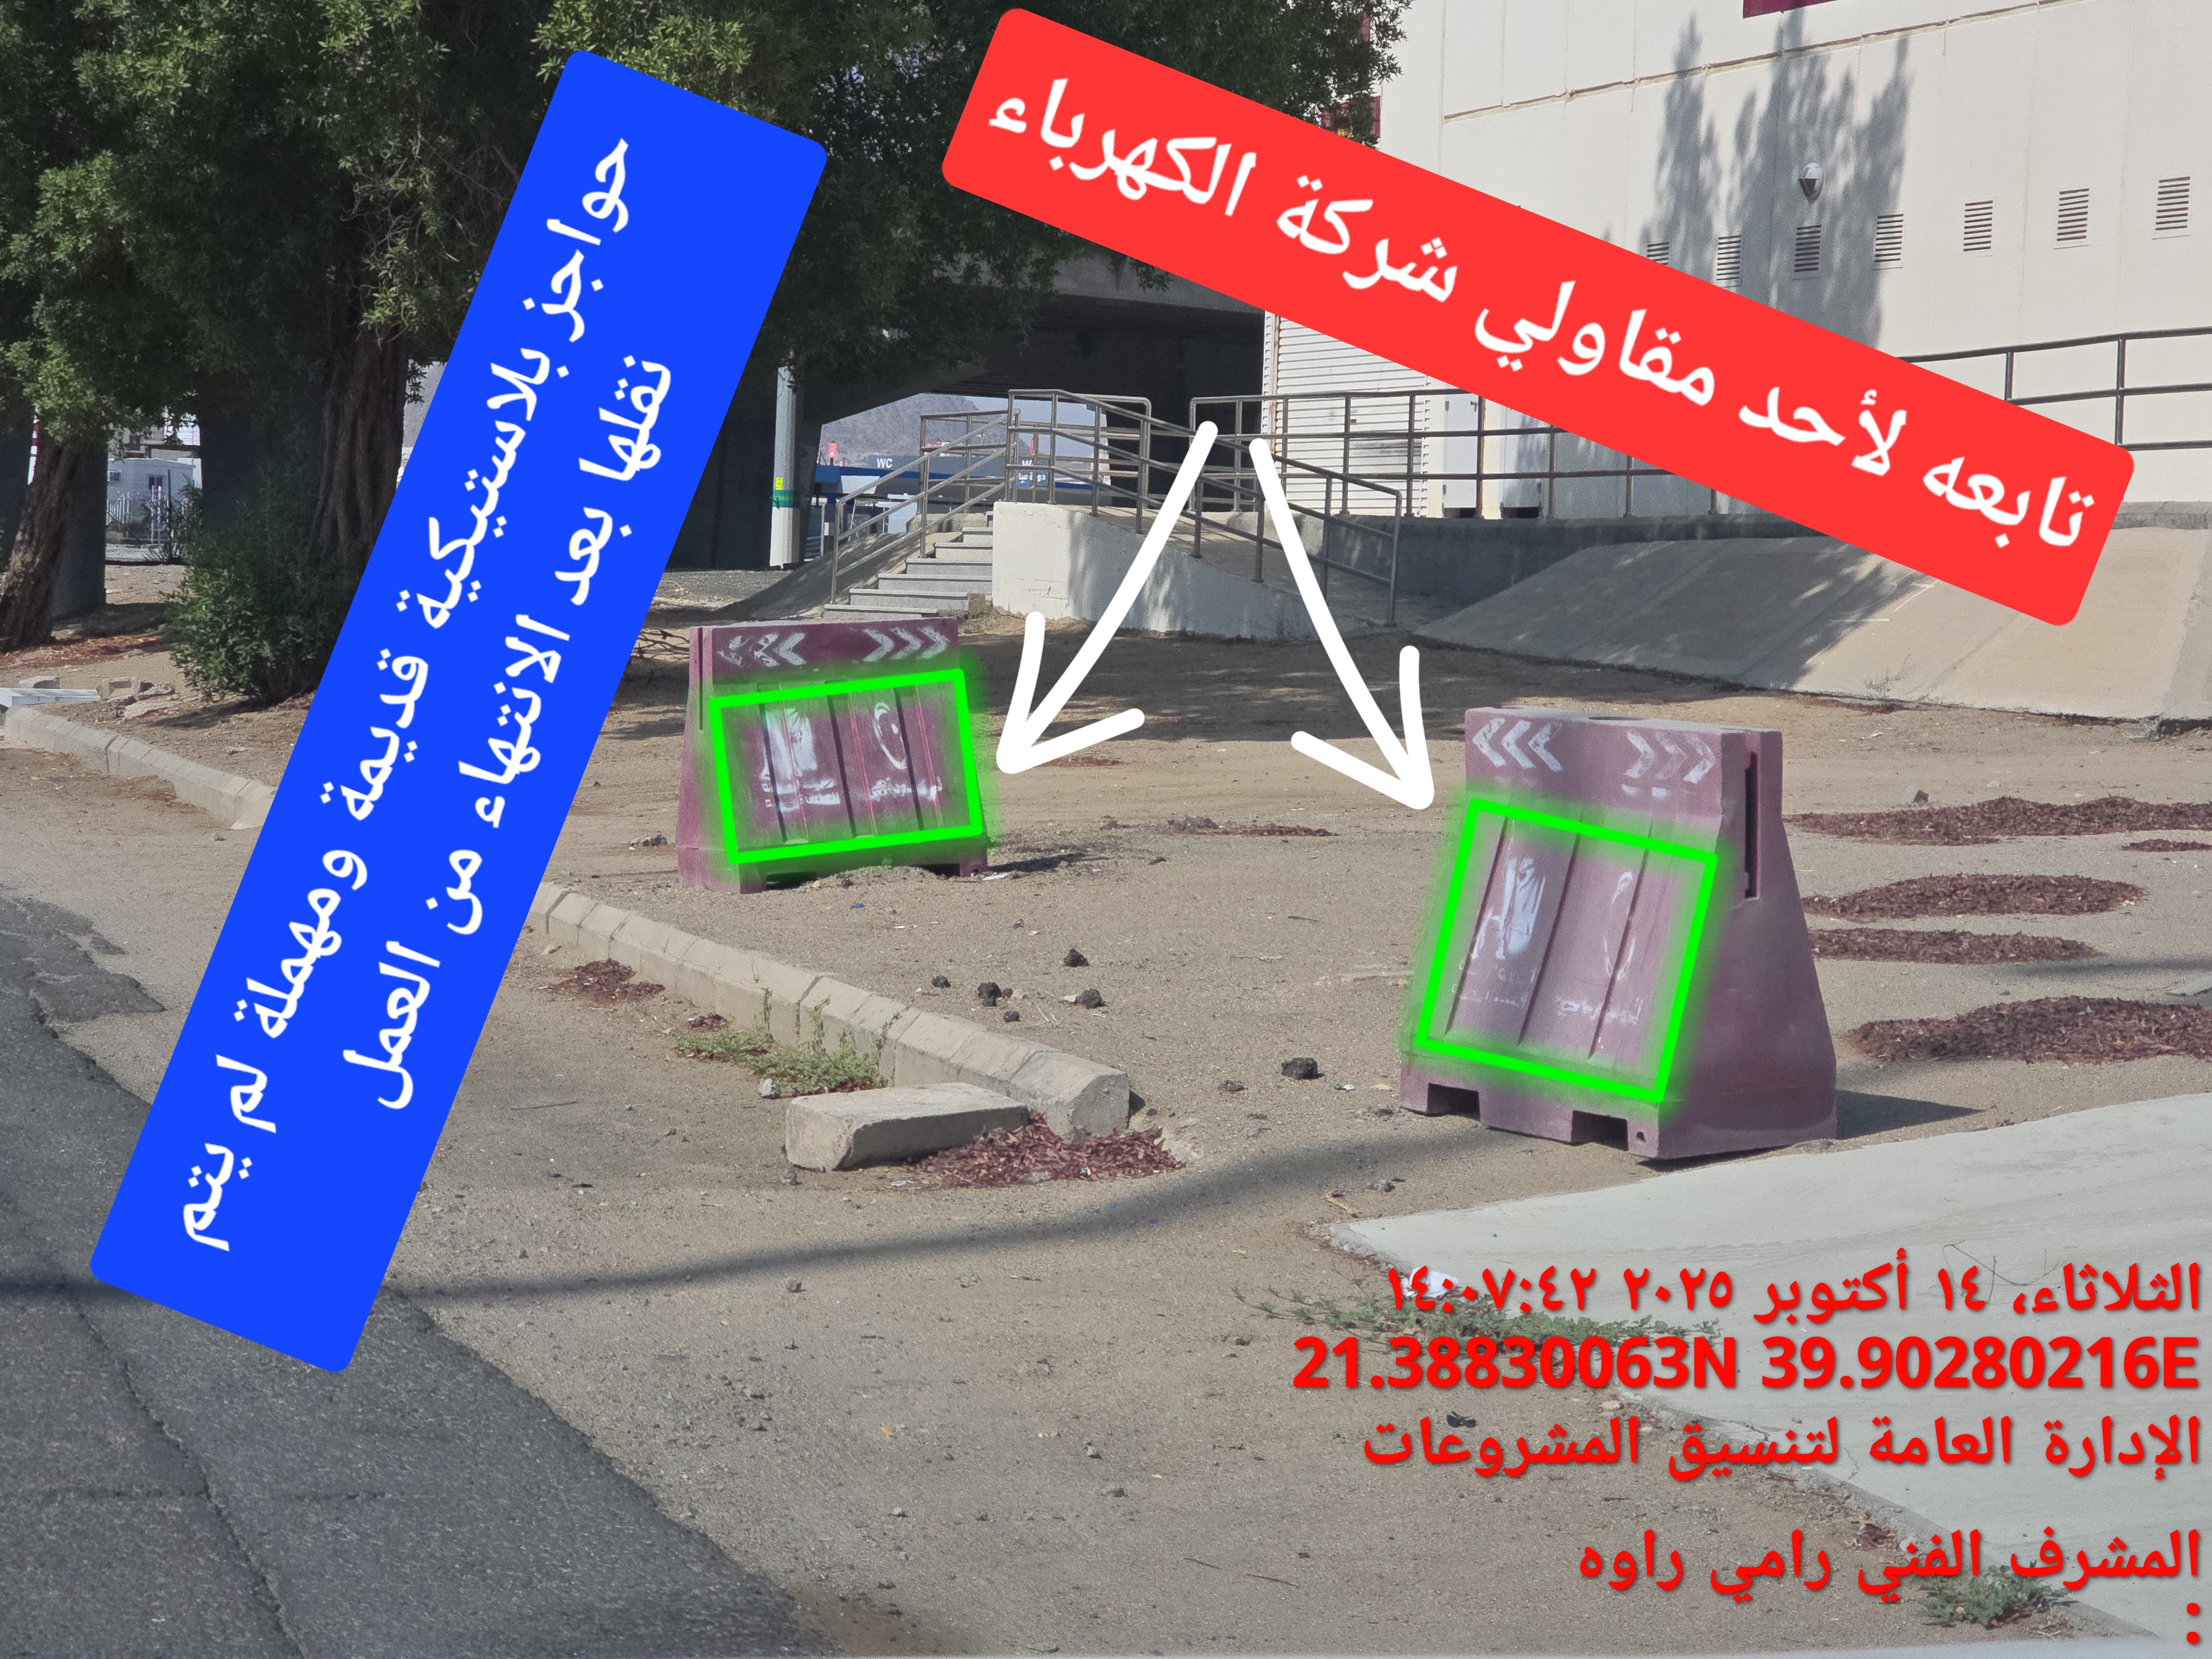 تابعه لأحد مقاولي شركة الكهرباء
حواجز بلاستيكية قديمة ومهملة لم يتم
نقلها بعد الانتهاء من العمل
WC
الثلاثاء، ١٤ أكتوبر ٢٠٢٥ ١٤:٠٧:٤٢
21.38830063N 39.90280216E
الإدارة العامة لتنسيق المشروعات
المشرف الفني رامي راوه
: